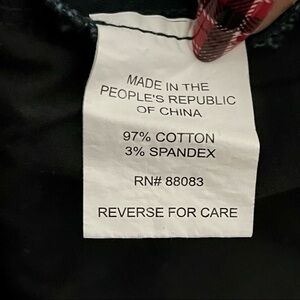 MADE IN THE
PEOPLE'S REPUBLIC
OF CHINA
97% COTTON
3% SPANDEX
RN# 88083
REVERSE FOR CARE